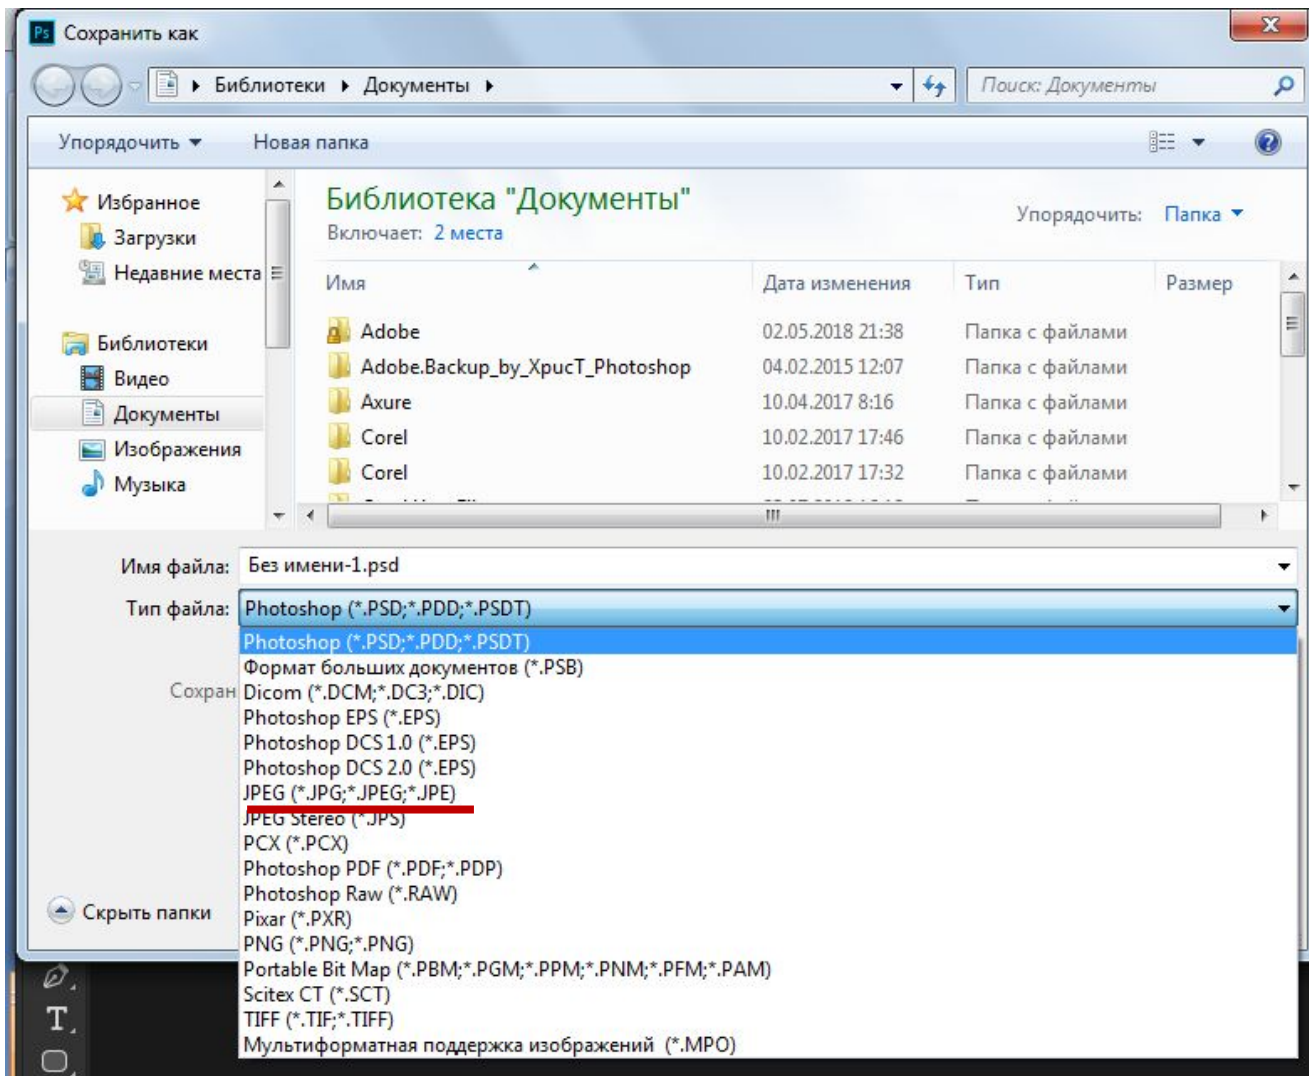 Ps Сохранить как
Библиотеки Документы
Поиск: Документы
Упорядочить Новая папка
Избранное
Загрузки
Недавние места
Библиотеки
Видео
Документы
Изображения
Музыка
Библиотека "Документы"
Включает: 2 места
Упорядочить: Папка
Имя Дата изменения Тип Размер
Adobe 02.05.2018 21:38 Папка с файлами
Adobe.Backup_by_XpucT_Photoshop 04.02.2015 12:07 Папка с файлами
Axure 10.04.2017 8:16 Папка с файлами
Corel 10.02.2017 17:46 Папка с файлами
Corel 10.02.2017 17:32 Папка с файлами
Имя файла: Без имени-1.psd
Тип файла: Photoshop (*.PSD;*.PDD;*.PSDT)
Photoshop (*.PSD;*.PDD;*.PSDT)
Формат больших документов (*.PSB)
Сохран
Dicom (*.DCM;*.DC3;*.DIC)
Photoshop EPS (*.EPS)
Photoshop DCS 1.0 (*.EPS)
Photoshop DCS 2.0 (*.EPS)
JPEG (*.JPG;*.JPEG;*.JPE)
JPEG Stereo (*.JPS)
PCX (*.PCX)
Photoshop PDF (*.PDF;*.PDP)
Photoshop Raw (*.RAW)
Скрыть папки
Pixar (*.PXR)
PNG (*.PNG;*.PNG)
Portable Bit Map (*.PBM;*.PGM;*.PPM;*.PNM;*.PFM;*.PAM)
Scitex CT (*.SCT)
TIFF (*.TIF;*.TIFF)
Мультиформатная поддержка изображений (*.MPO)
T